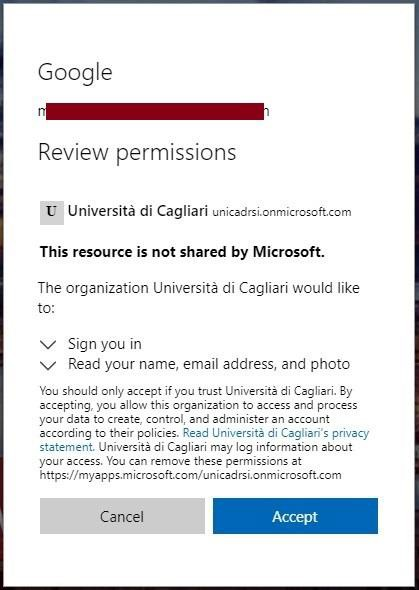 Google
m n
Review permissions
U Università di Cagliari unicadrsi.onmicrosoft.com
This resource is not shared by Microsoft.
The organization Università di Cagliari would like
to:
Sign you in
Read your name, email address, and photo
You should only accept if you trust Università di Cagliari. By
accepting, you allow this organization to access and process
your data to create, control, and administer an account
according to their policies. Read Università di Cagliari's privacy
statement. Università di Cagliari may log information about
your access. You can remove these permissions at
https://myapps.microsoft.com/unicadrsi.onmicrosoft.com
Cancel Accept